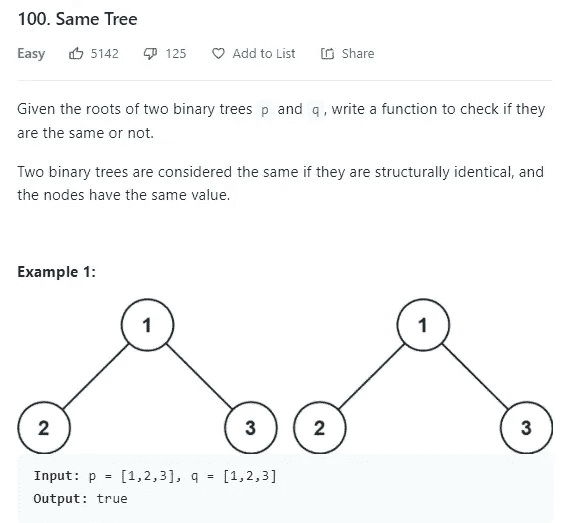 100. Same Tree
Easy 5142 125 Add to List Share
Given the roots of two binary trees p and q, write a function to check if they
are the same or not.
Two binary trees are considered the same if they are structurally identical, and
the nodes have the same value.
Example 1:
1 1
2 3 2 3
Input: p = [1,2,3], q = [1,2,3]
Output: true